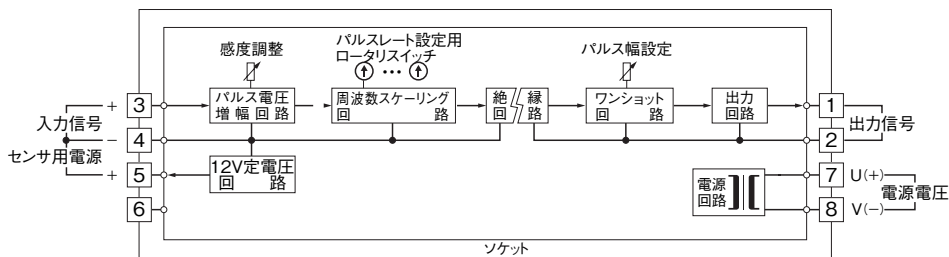 感度調整
パルスレート設定用
ロータリスイッチ
パルス幅設定
パルス電圧
増幅回路
周波数スケーリング
回路
絶縁
回路
ワンショット
回路
出力
回路
12V定電圧
回路
電源
回路
入力信号
センサ用電源
+ 3
− 4
+ 5
6
1
2
出力信号
7 U(+)
8 V(−)
電源電圧
ソケット